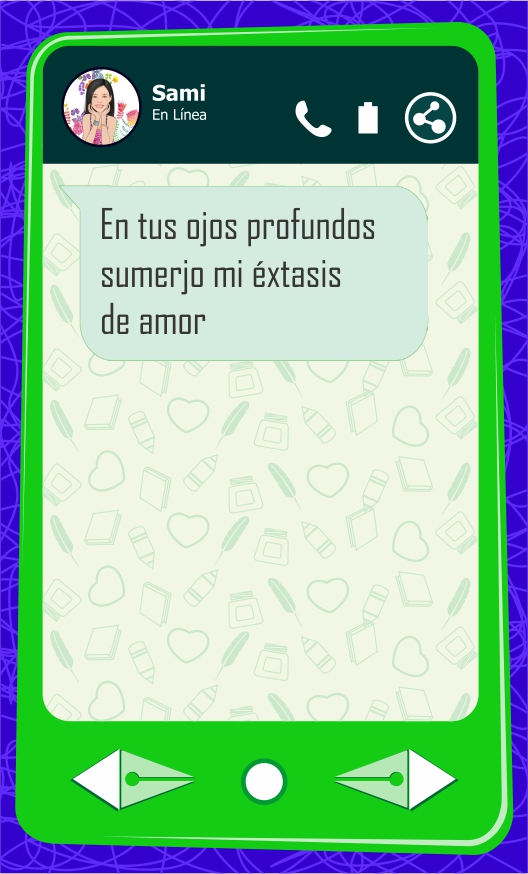 Sami
En Línea
En tus ojos profundos
sumerjo mi éxtasis
de amor